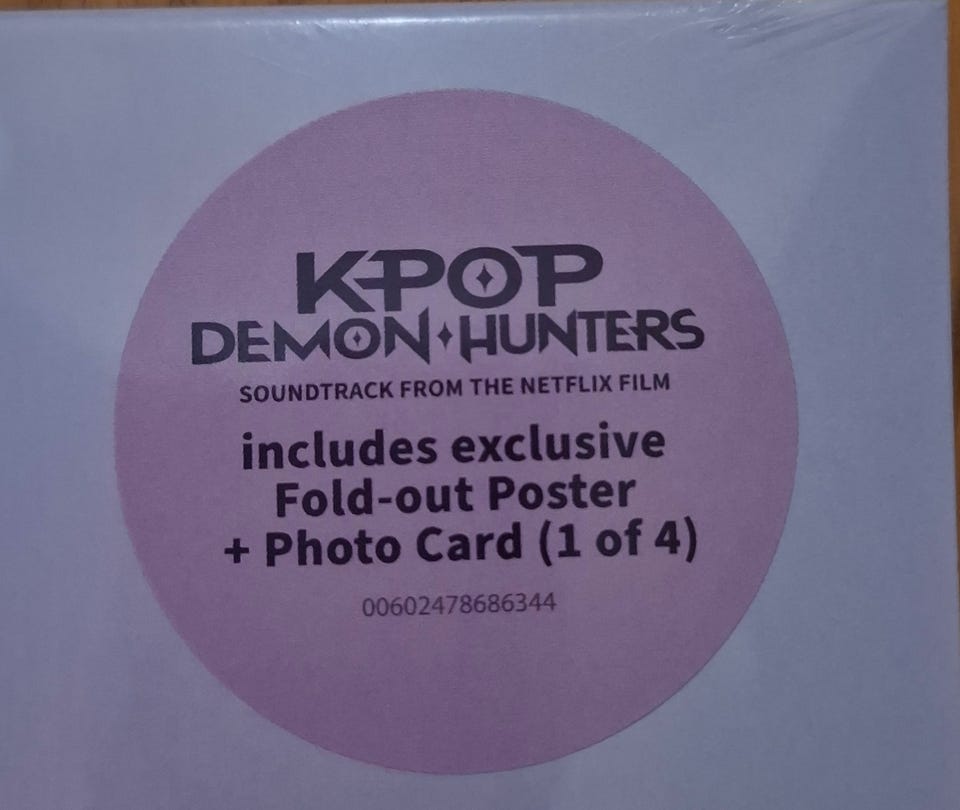 KPOP
DEMON HUNTERS
SOUNDTRACK FROM THE NETFLIX FILM
includes exclusive
Fold-out Poster
+ Photo Card (1 of 4)
00602478686344